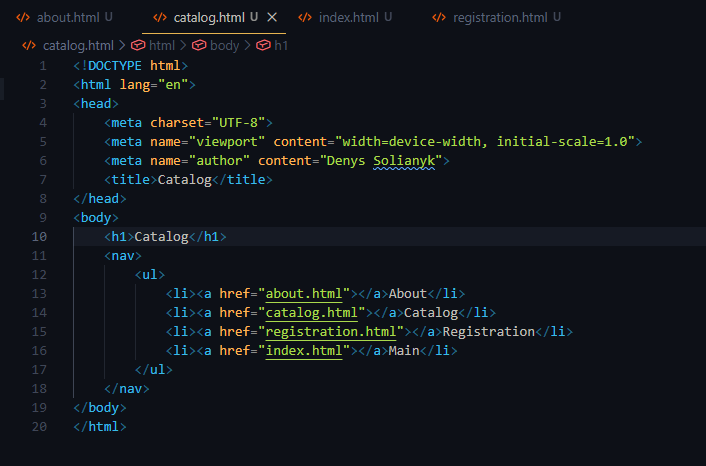 about.html U catalog.html U × index.html U registration.html U
catalog.html > html > body > h1
1 <!DOCTYPE html>
2 <html lang="en">
3 <head>
4 <meta charset="UTF-8">
5 <meta name="viewport" content="width=device-width, initial-scale=1.0">
6 <meta name="author" content="Denys Solianyk">
7 <title>Catalog</title>
8 </head>
9 <body>
10 <h1>Catalog</h1>
11 <nav>
12 <ul>
13 <li><a href="about.html"></a>About</li>
14 <li><a href="catalog.html"></a>Catalog</li>
15 <li><a href="registration.html"></a>Registration</li>
16 <li><a href="index.html"></a>Main</li>
17 </ul>
18 </nav>
19 </body>
20 </html>